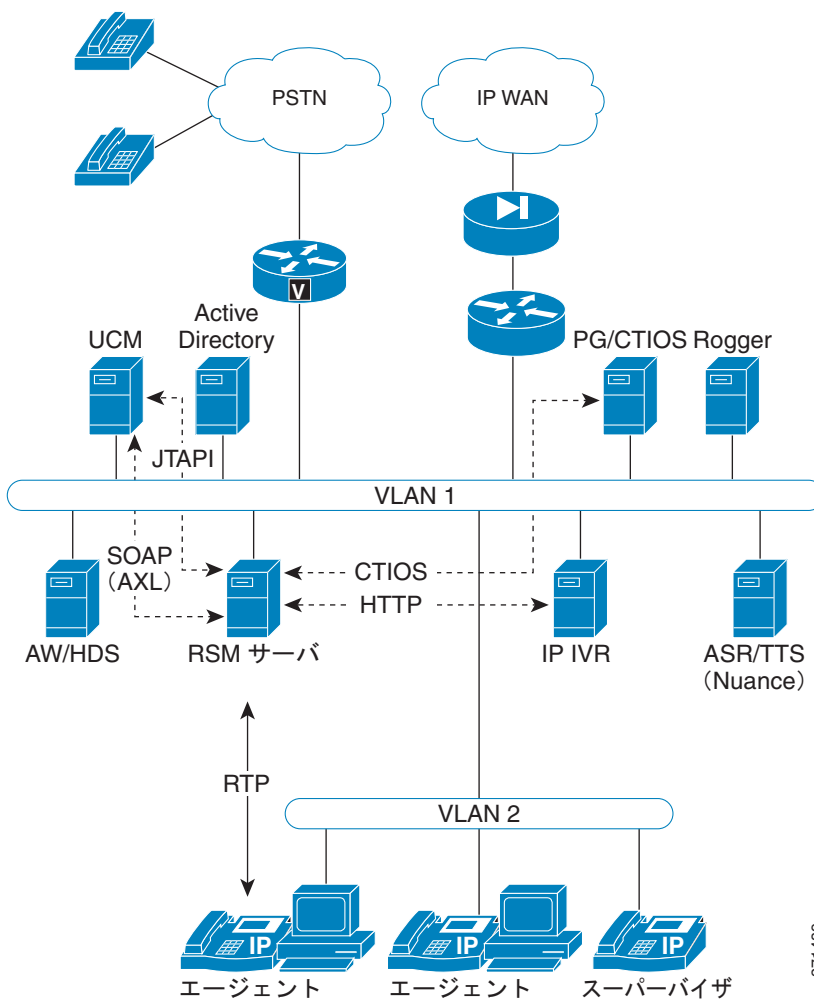 PSTN
IP WAN
V
UCM
Active
Directory
PG/CTIOS Rogger
JTAPI
VLAN 1
SOAP
（AXL）
CTIOS
HTTP
AW/HDS
RSM サーバ
IP IVR
ASR/TTS
（Nuance）
RTP
VLAN 2
IP
IP
IP
エージェント
エージェント
スーパーバイザ